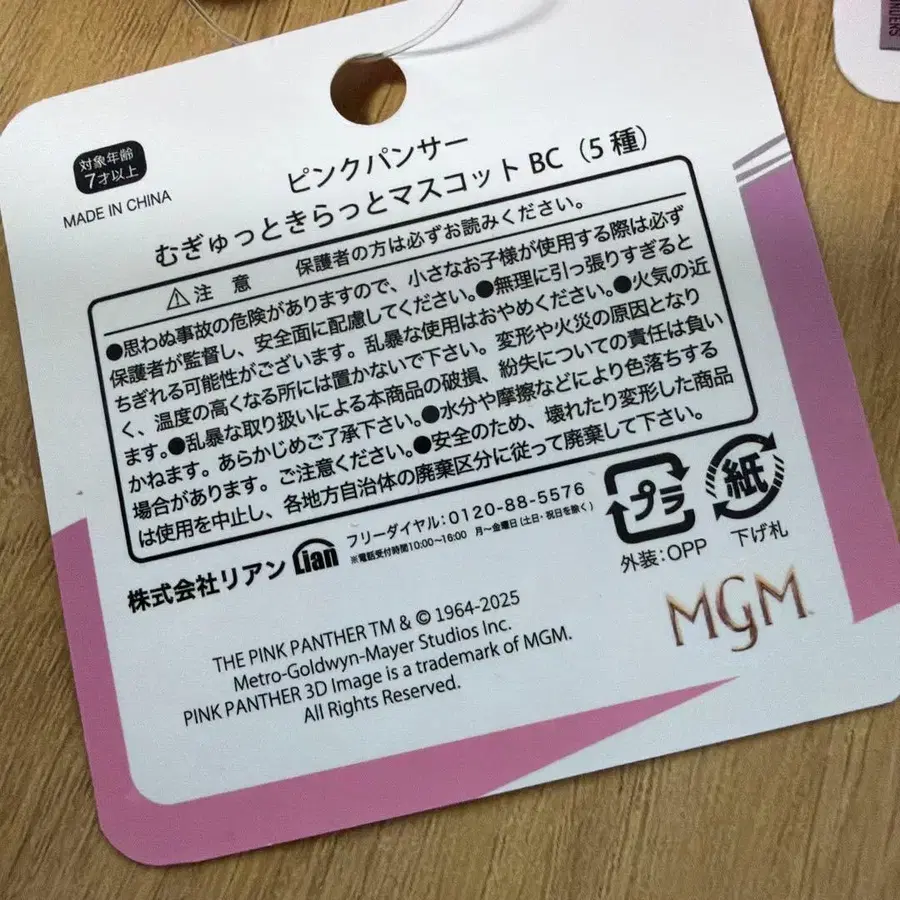 対象年齢
7才以上
MADE IN CHINA
ピンクパンサー
むぎゅっときらっとマスコット BC（5 種）
⚠注 意 保護者の方は必ずお読みください。
●思わぬ事故の危険がありますので、小さなお子様が使用する際は必ず
保護者が監督し、安全面に配慮してください。●無理に引っ張りすぎると
ちぎれる可能性がございます。乱暴な使用はおやめください。●火気の近
く、温度の高くなる所には置かないで下さい。変形や火災の原因となり
ます。●乱暴な取り扱いによる本商品の破損、紛失についての責任は負い
かねます。あらかじめご了承下さい。●水分や摩擦などにより色落ちする
場合があります。ご注意ください。●安全のため、壊れたり変形した商品
は使用を中止し、各地方自治体の廃棄区分に従って廃棄して下さい。
株式会社リアン Lian
フリーダイヤル：0120-88-5576
※電話受付時間10:00〜16:00 月〜金曜日（土日・祝日を除く）
プラ
外装：OPP
紙
下げ札
THE PINK PANTHER TM & © 1964-2025
Metro-Goldwyn-Mayer Studios Inc.
PINK PANTHER 3D Image is a trademark of MGM.
All Rights Reserved.
MGM